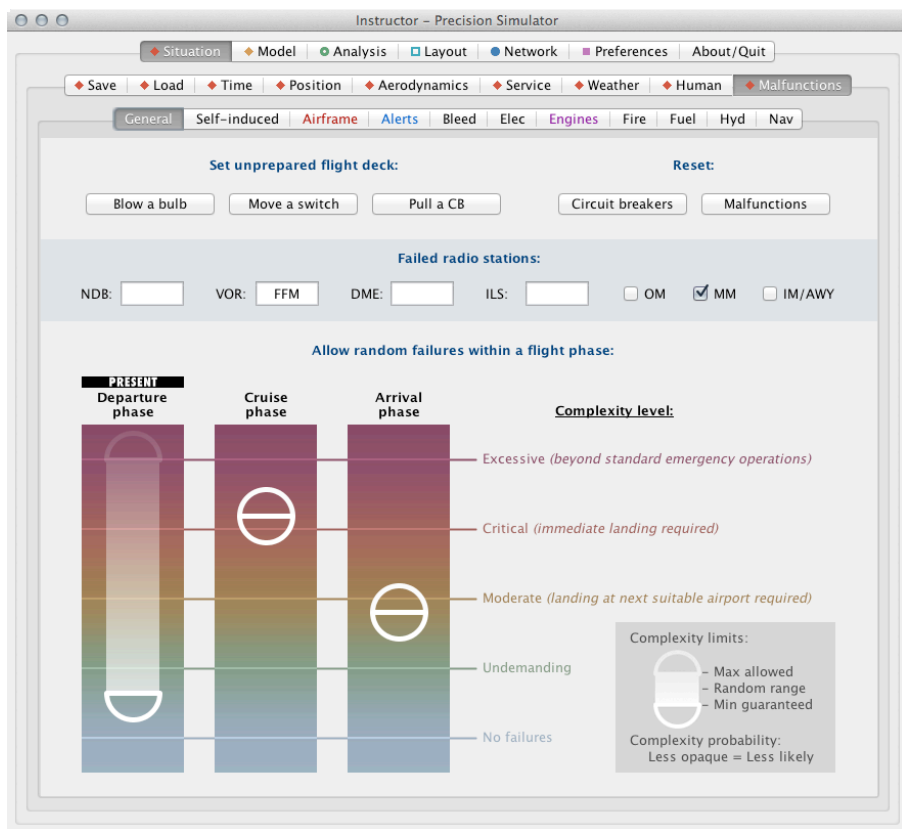 Instructor – Precision Simulator
Situation Model Analysis Layout Network Preferences About/Quit
Save Load Time Position Aerodynamics Service Weather Human Malfunctions
General Self-induced Airframe Alerts Bleed Elec Engines Fire Fuel Hyd Nav
Set unprepared flight deck: Reset:
Blow a bulb Move a switch Pull a CB Circuit breakers Malfunctions
Failed radio stations:
NDB: VOR: FFM DME: ILS: OM MM IM/AWY
Allow random failures within a flight phase:
PRESENT
Departure Cruise Arrival
phase phase phase
Complexity level:
Excessive (beyond standard emergency operations)
Critical (immediate landing required)
Moderate (landing at next suitable airport required)
Undemanding
No failures
Complexity limits:
– Max allowed
– Random range
– Min guaranteed
Complexity probability:
Less opaque = Less likely